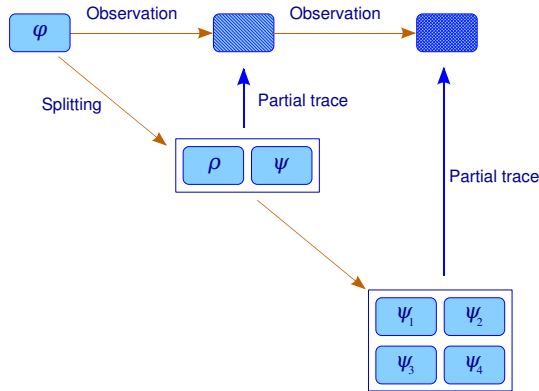 φ
Observation
Observation
Splitting
Partial trace
ρ ψ
Partial trace
ψ₁ ψ₂
ψ₃ ψ₄